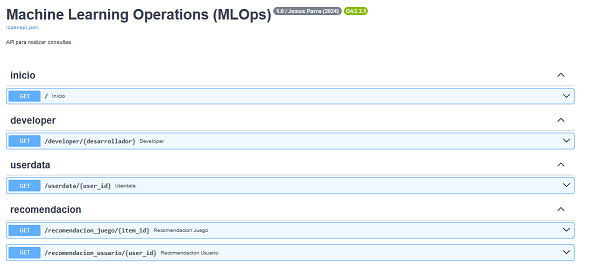 Machine Learning Operations (MLOps) 1.0 / Jesus Parra (2024) OAS 3.1
/openapi.json
API para realizar consultas
inicio
GET / Inicio
developer
GET /developer/{desarrollador} Developer
userdata
GET /userdata/{user_id} Userdata
recomendacion
GET /recomendacion_juego/{item_id} Recomendacion Juego
GET /recomendacion_usuario/{user_id} Recomendacion Usuario